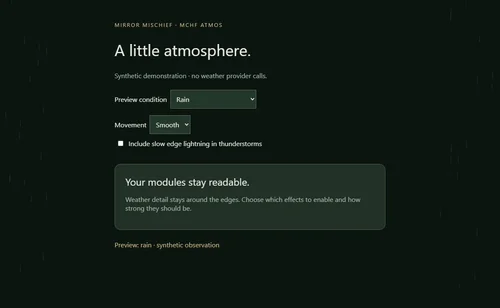 MIRROR MISCHIEF · MCHF ATMOS
A little atmosphere.
Synthetic demonstration · no weather provider calls.
Preview condition Rain
Movement Smooth
Include slow edge lightning in thunderstorms
Your modules stay readable.
Weather detail stays around the edges. Choose which effects to enable and how
strong they should be.
Preview: rain · synthetic observation